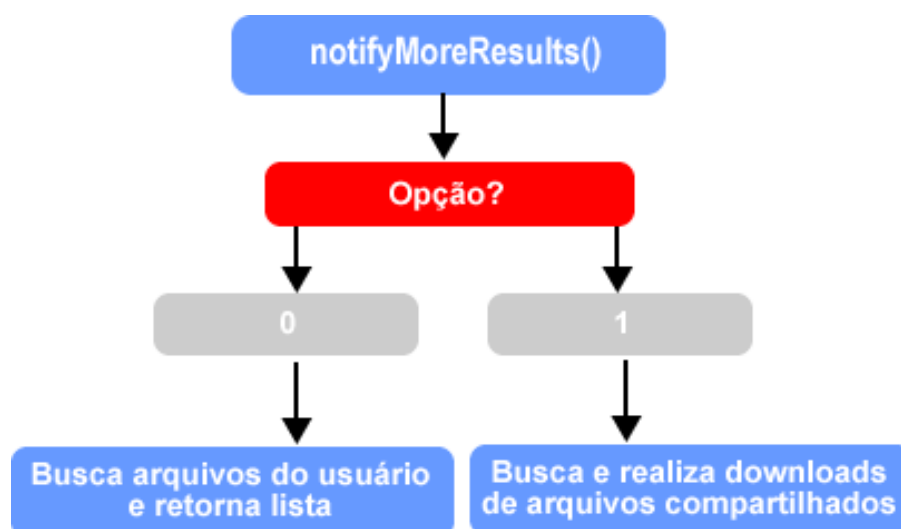 notifyMoreResults()
Opção?
0
1
Busca arquivos do usuário
e retorna lista
Busca e realiza downloads
de arquivos compartilhados